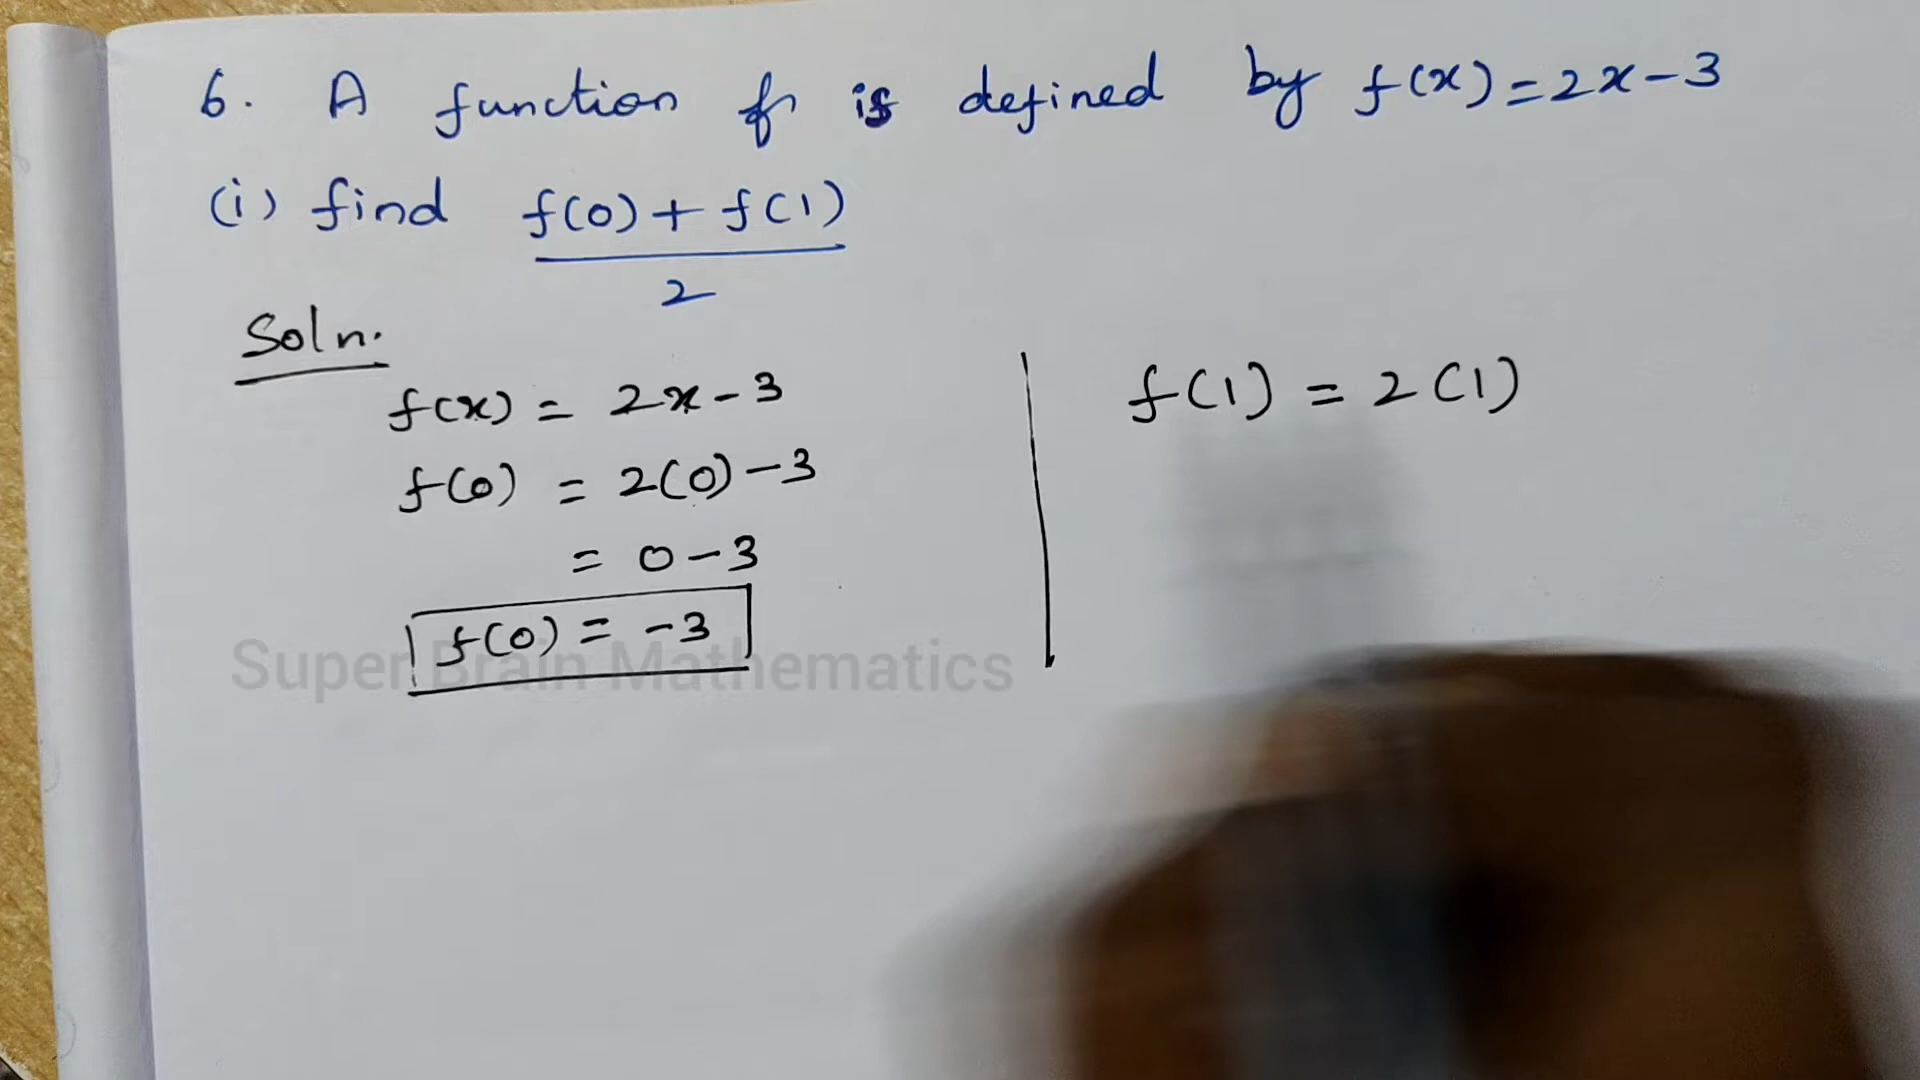 6. A function f is defined by f(x)=2x-3
(i) find f(0)+f(1)
2
Soln.
f(x) = 2x-3
f(0) = 2(0)-3
= 0-3
f(0) = -3
f(1) = 2(1)
Super Brain Mathematics